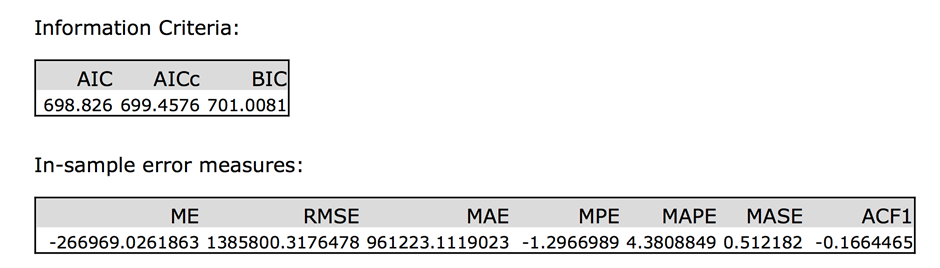 Information Criteria:
AIC AICc BIC
698.826 699.4576 701.0081
In-sample error measures:
ME RMSE MAE MPE MAPE MASE ACF1
-266969.0261863 1385800.3176478 961223.1119023 -1.2966989 4.3808849 0.512182 -0.1664465